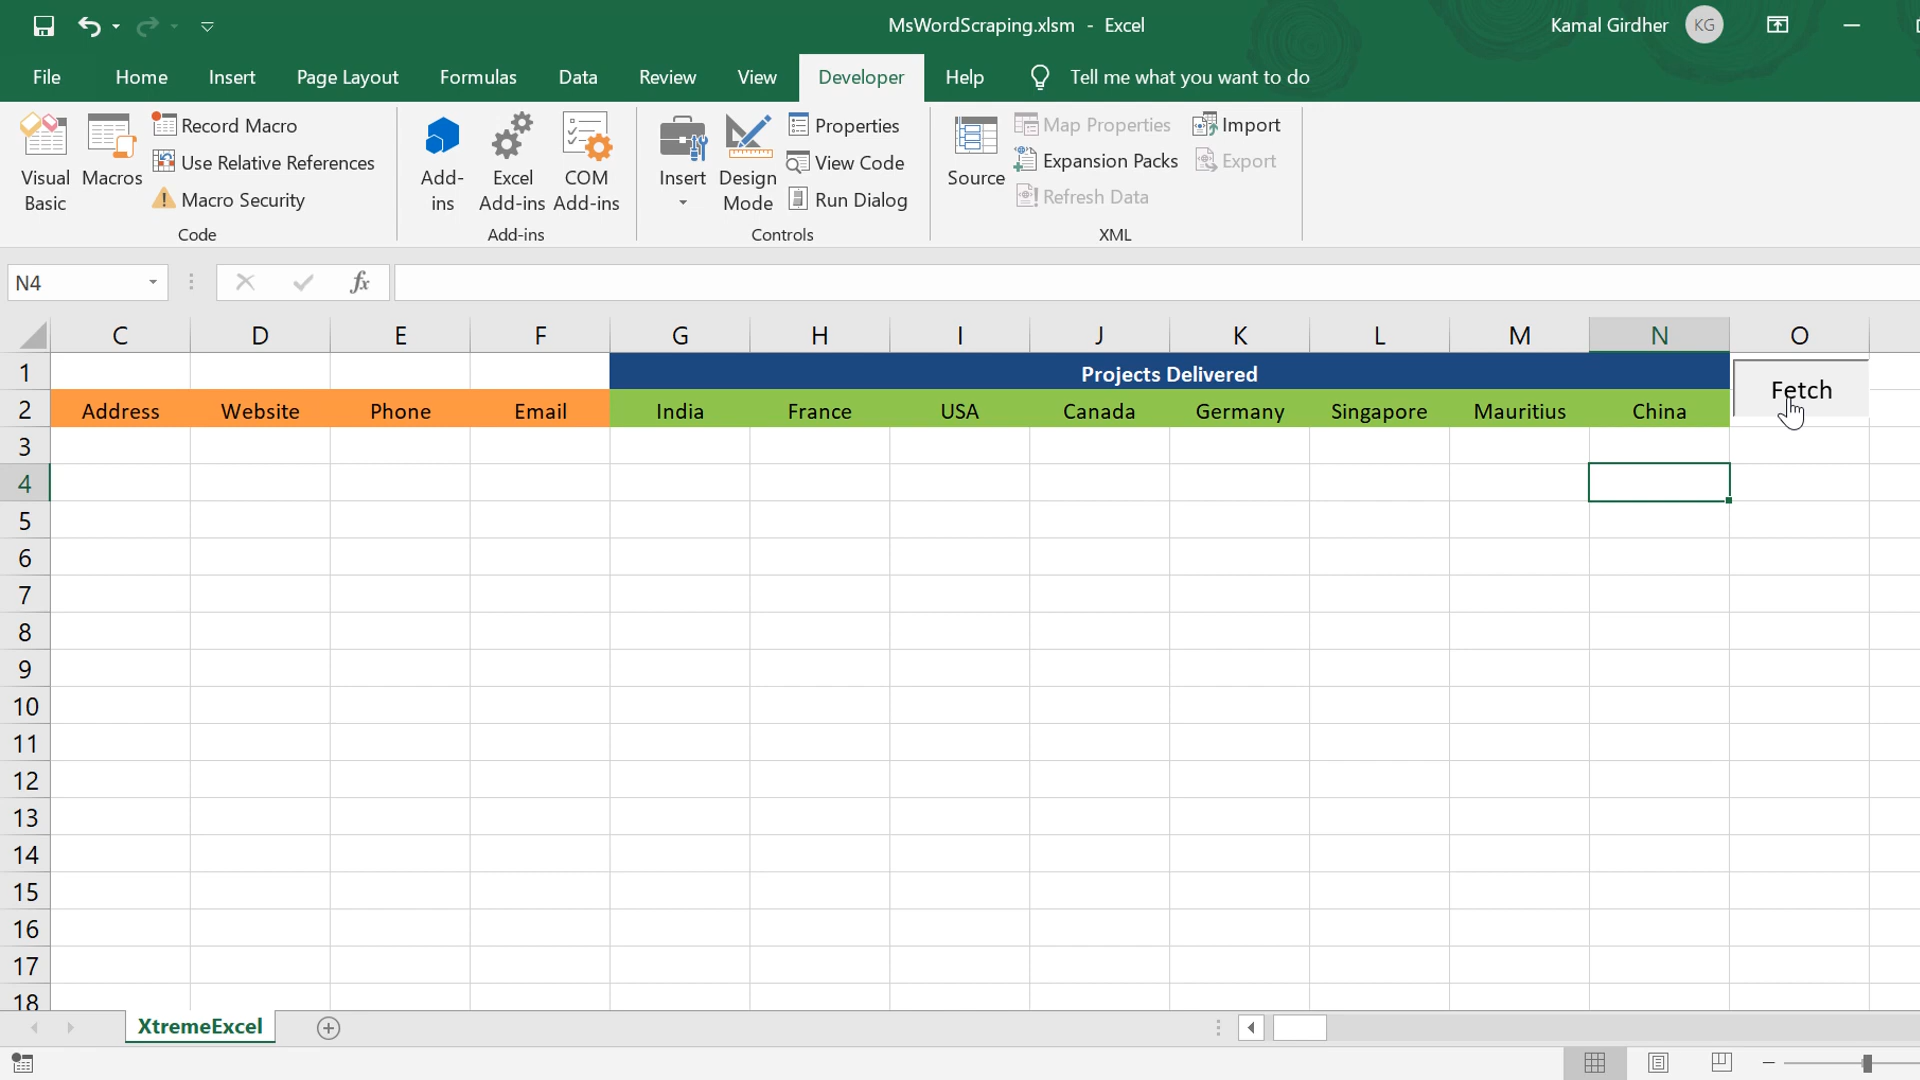 MsWordScraping.xlsm - Excel
Kamal Girdher KG
File Home Insert Page Layout Formulas Data Review View Developer Help Tell me what you want to do
Visual Basic
Macros
Record Macro
Use Relative References
Macro Security
Code
Add-ins
Excel Add-ins
COM Add-ins
Add-ins
Insert
Design Mode
Properties
View Code
Run Dialog
Controls
Source
Map Properties
Expansion Packs
Refresh Data
Import
Export
XML
N4
fx
C D E F G H I J K L M N O
1 Projects Delivered
Fetch
2 Address Website Phone Email India France USA Canada Germany Singapore Mauritius China
3
4
5
6
7
8
9
10
11
12
13
14
15
16
17
18
XtremeExcel